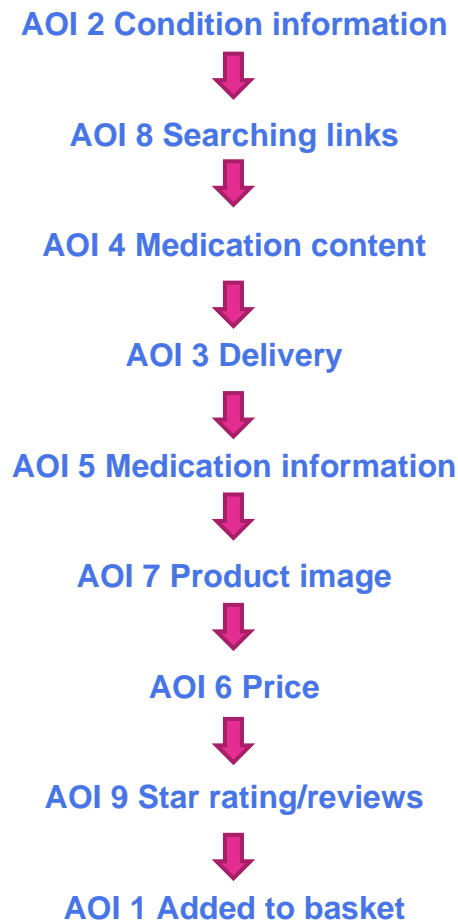 AOI 2 Condition information
AOI 8 Searching links
AOI 4 Medication content
AOI 3 Delivery
AOI 5 Medication information
AOI 7 Product image
AOI 6 Price
AOI 9 Star rating/reviews
AOI 1 Added to basket